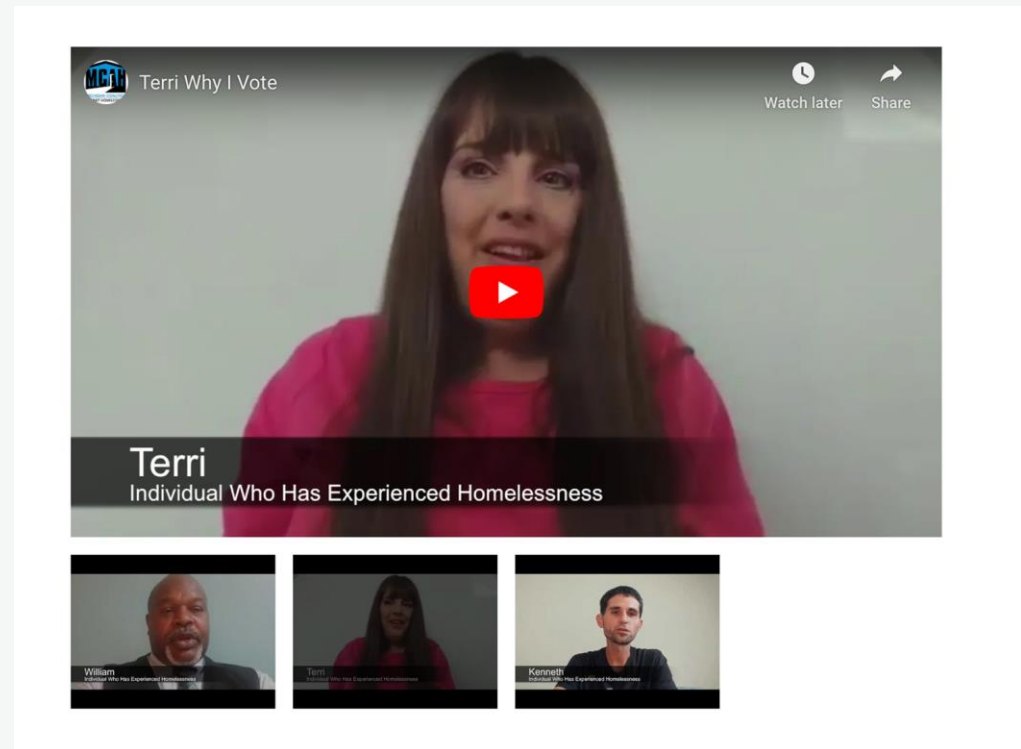 MCAH
Terri Why I Vote
Watch later
Share
Terri
Individual Who Has Experienced Homelessness
William
Individual Who Has Experienced Homelessness
Terri
Individual Who Has Experienced Homelessness
Kenneth
Individual Who Has Experienced Homelessness